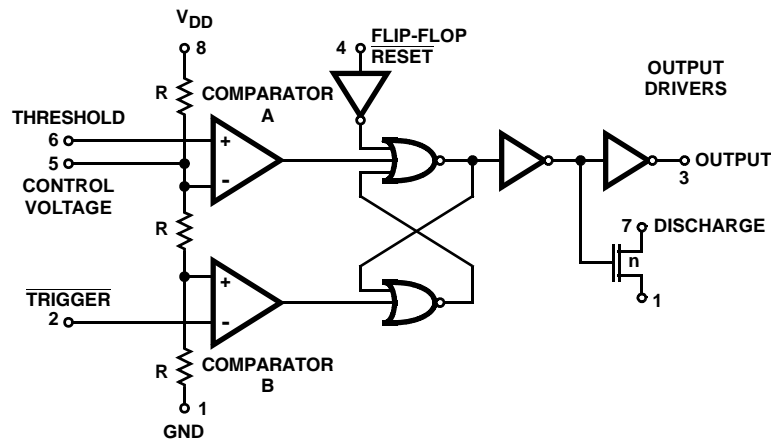 VDD
8
4
FLIP-FLOP
RESET
OUTPUT
DRIVERS
R
COMPARATOR
A
THRESHOLD
6
5
CONTROL
VOLTAGE
+
-
OUTPUT
3
R
7
DISCHARGE
n
1
TRIGGER
2
+
-
R
COMPARATOR
B
1
GND